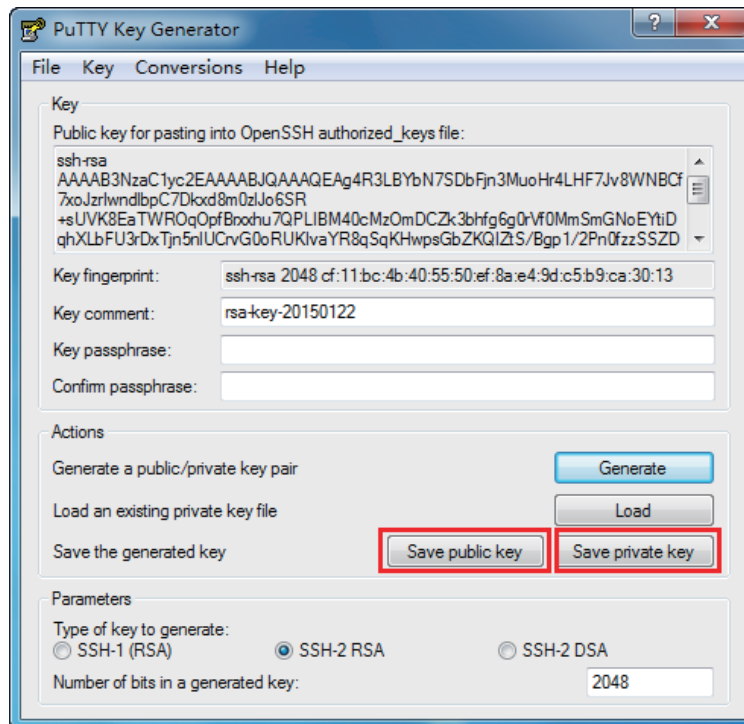 PuTTY Key Generator
File Key Conversions Help
Key
Public key for pasting into OpenSSH authorized_keys file:
ssh-rsa
AAAAB3NzaC1yc2EAAAABJQAAAQEAg4R3LBYbN7SDbFjn3MuoHr4LHF7Jv8WNBCf
7xoJzrlwndlbpC7Dkxd8m0zlJo6SR
+sUVK8EaTWROqOpfBrxxhu7QPLIBM40cMzOmDCZk3bhfg6g0rVf0MmSmGNoEYtiD
qhXLbFU3rDxTjn5nlUCrvG0oRUKlvaYR8qSqKHwpsGbZKQIZtS/Bgp1/2Pn0fzzSSZD
Key fingerprint: ssh-rsa 2048 cf:11:bc:4b:40:55:50:ef:8a:e4:9d:c5:b9:ca:30:13
Key comment: rsa-key-20150122
Key passphrase:
Confirm passphrase:
Actions
Generate a public/private key pair Generate
Load an existing private key file Load
Save the generated key Save public key Save private key
Parameters
Type of key to generate:
SSH-1 (RSA) SSH-2 RSA SSH-2 DSA
Number of bits in a generated key: 2048